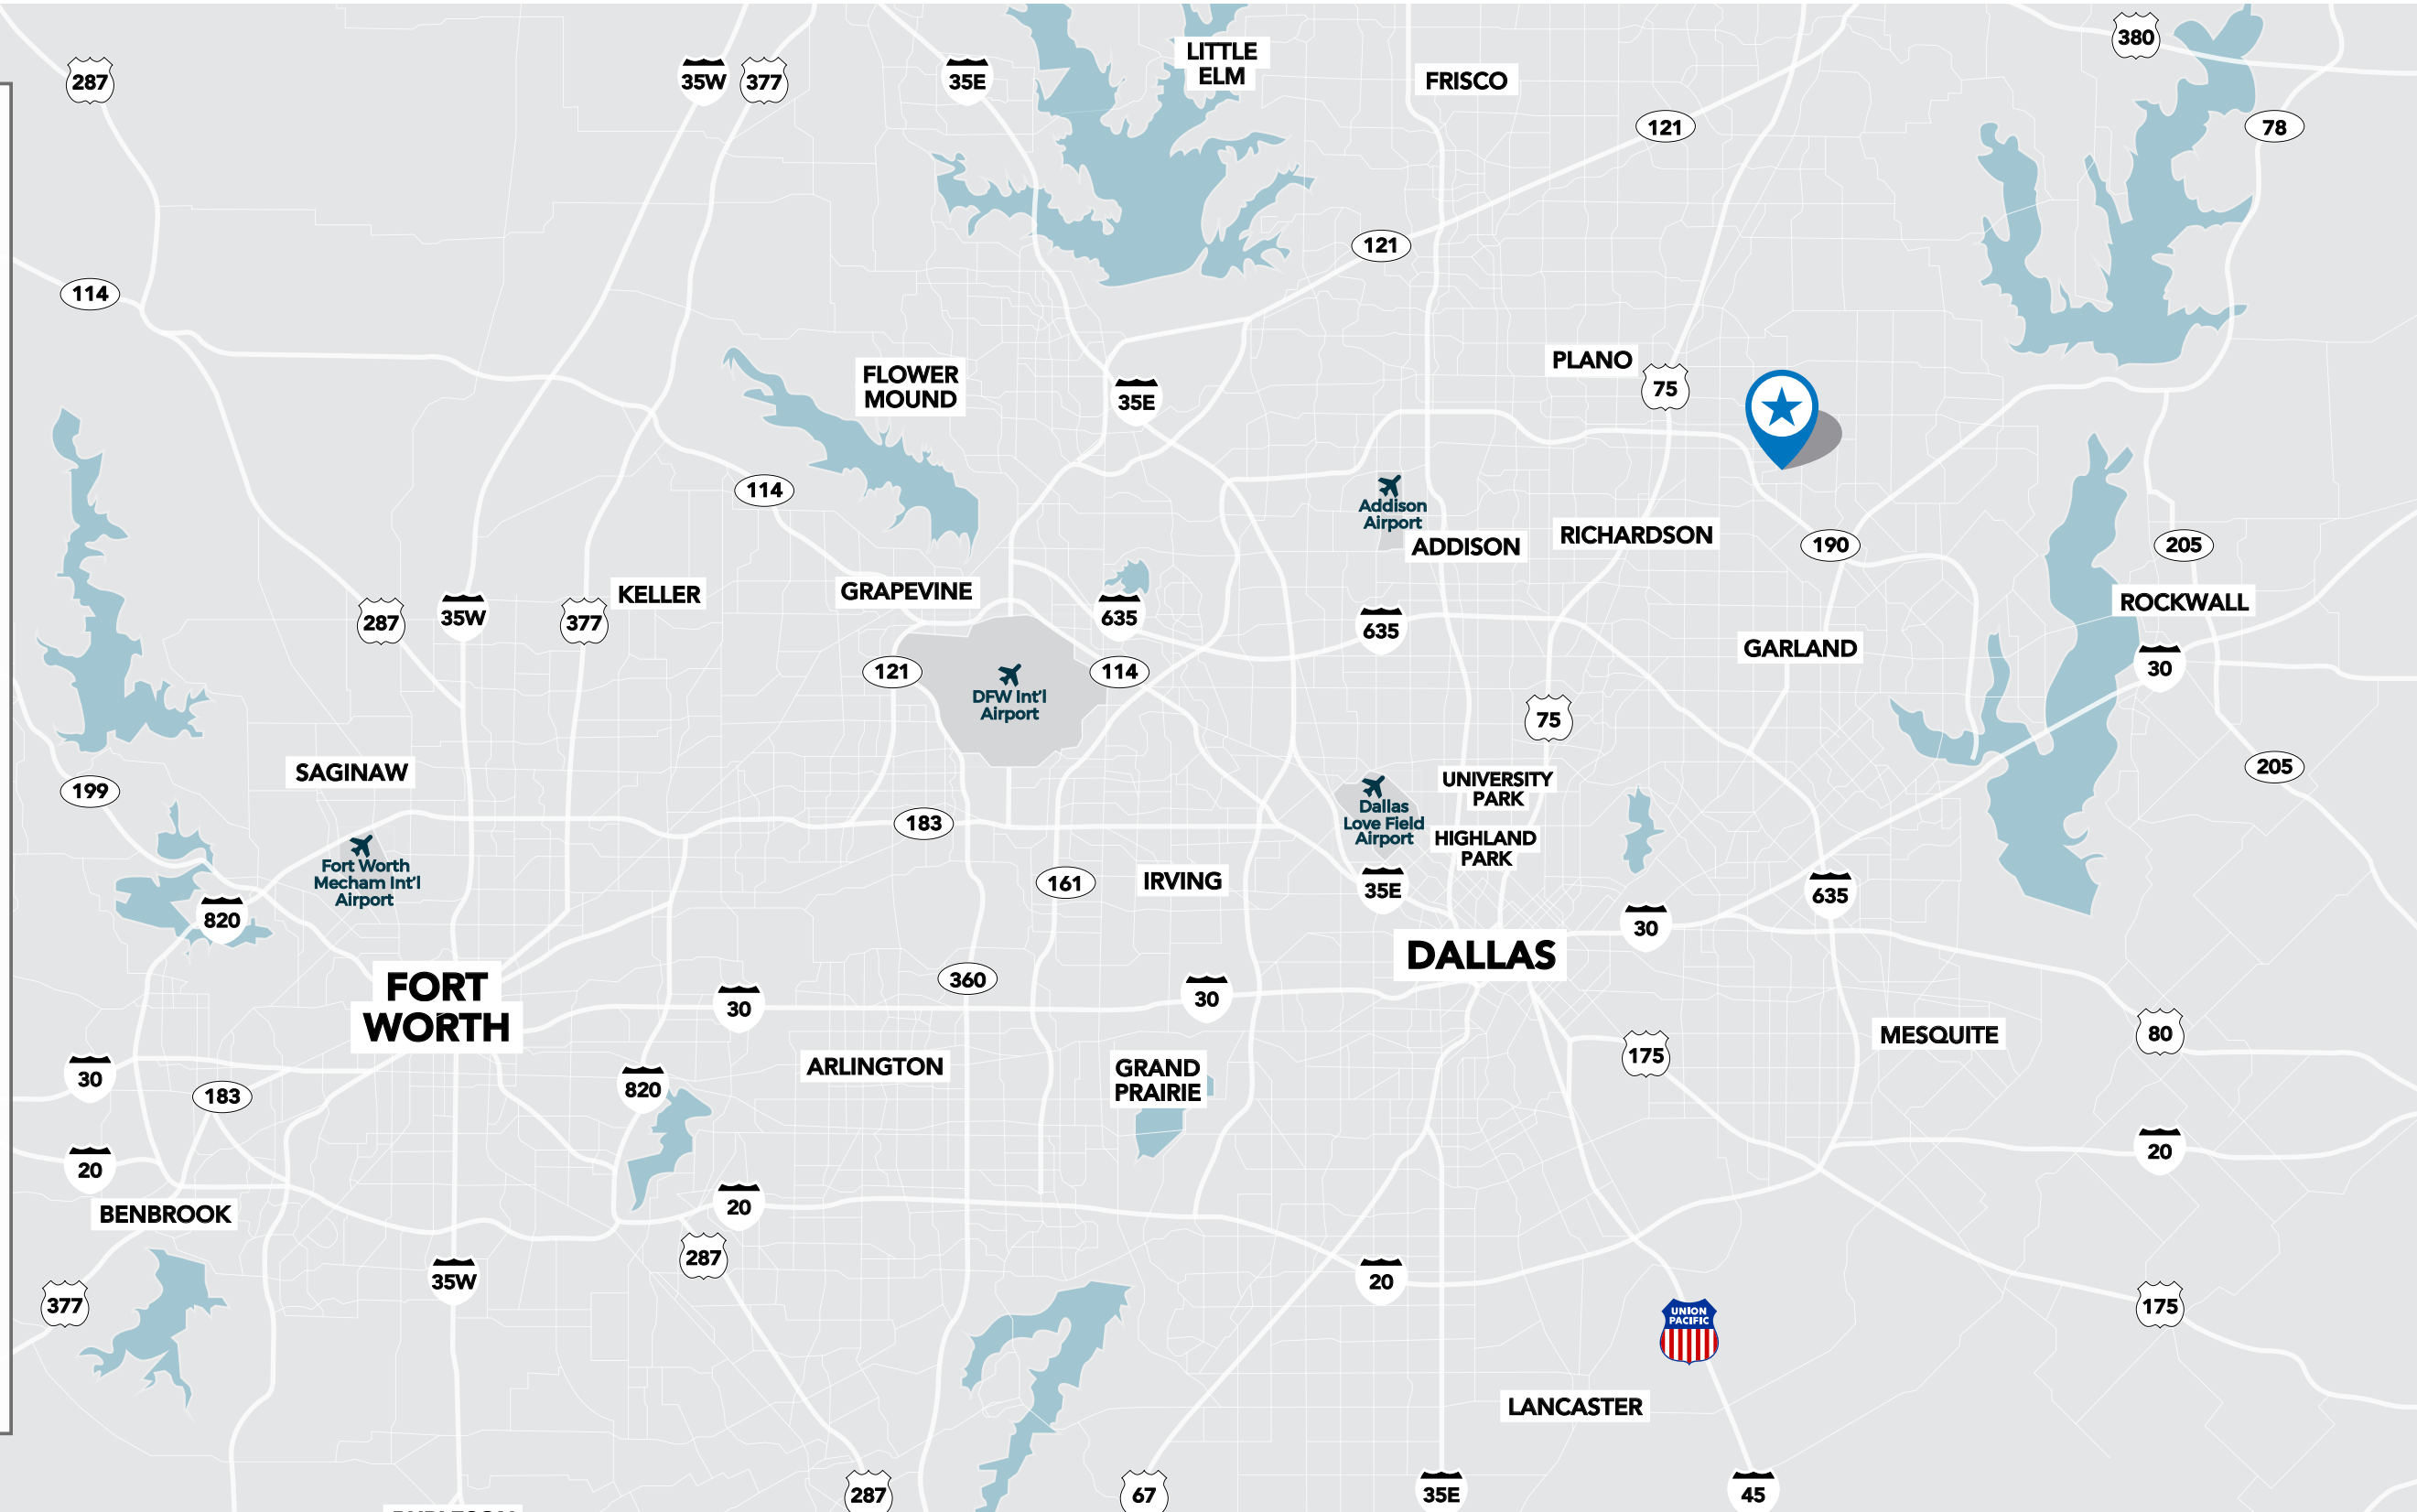 380
LITTLE
ELM
287
35W
377
35E
FRISCO
121
78
121
114
PLANO
75
FLOWER
MOUND
35E
114
Addison
Airport
ADDISON
RICHARDSON
190
205
KELLER
GRAPEVINE
ROCKWALL
287
35W
377
635
635
GARLAND
121
114
30
DFW Int'l
Airport
75
SAGINAW
199
UNIVERSITY
PARK
205
Dallas
Love Field
Airport
183
HIGHLAND
PARK
Fort Worth
Mecham Int'l
Airport
161
IRVING
35E
635
820
30
DALLAS
360
FORT
WORTH
30
30
MESQUITE
80
175
ARLINGTON
GRAND
PRAIRIE
30
820
183
20
20
BENBROOK
20
287
35W
20
377
UNION
PACIFIC
175
LANCASTER
287
67
35E
45